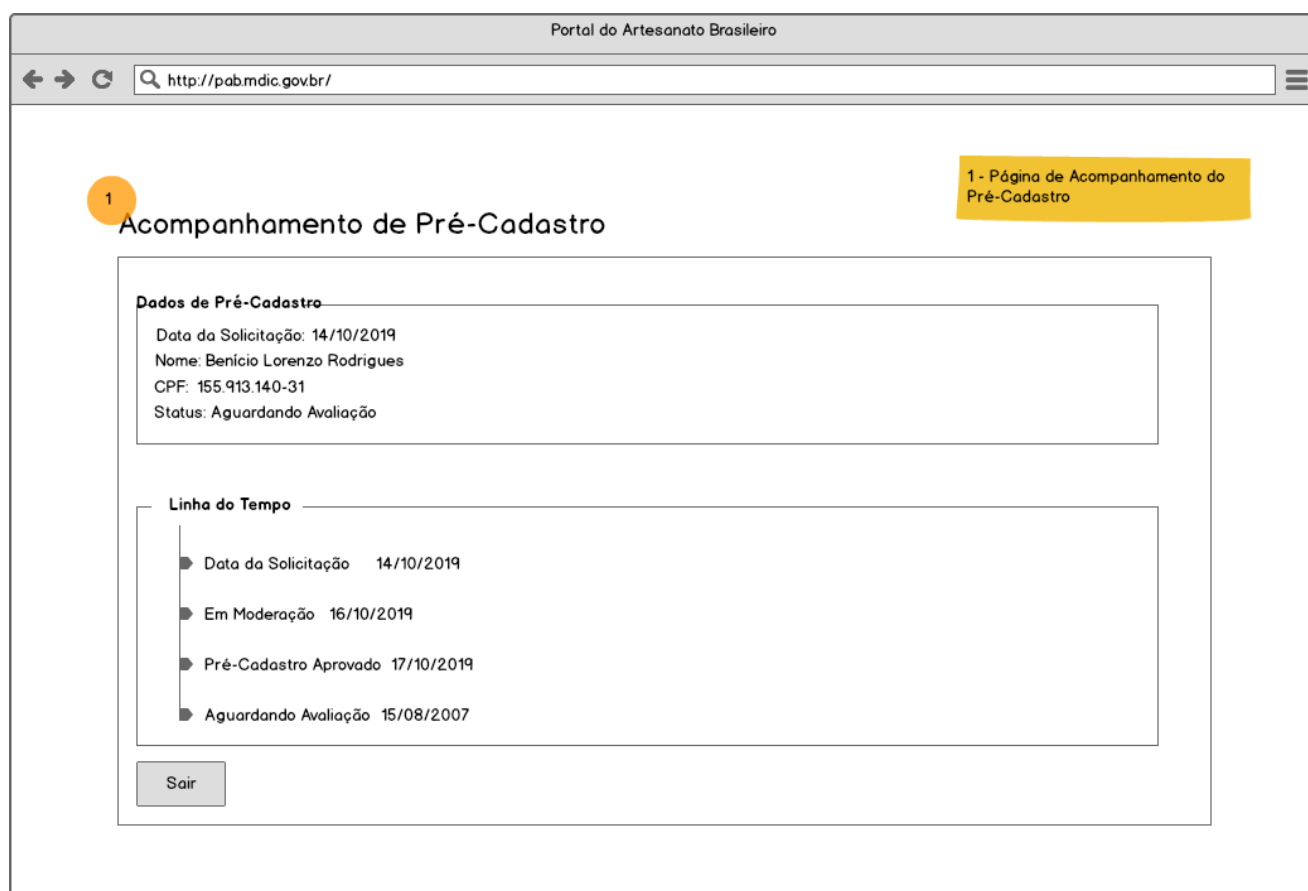 Portal do Artesanato Brasileiro
http://pab.mdic.gov.br/
1 - Página de Acompanhamento do
Pré-Cadastro
1
Acompanhamento de Pré-Cadastro
Dados de Pré-Cadastro
Data da Solicitação: 14/10/2019
Nome: Benício Lorenzo Rodrigues
CPF: 155.913.140-31
Status: Aguardando Avaliação
Linha do Tempo
Data da Solicitação 14/10/2019
Em Moderação 16/10/2019
Pré-Cadastro Aprovado 17/10/2019
Aguardando Avaliação 15/08/2007
Sair